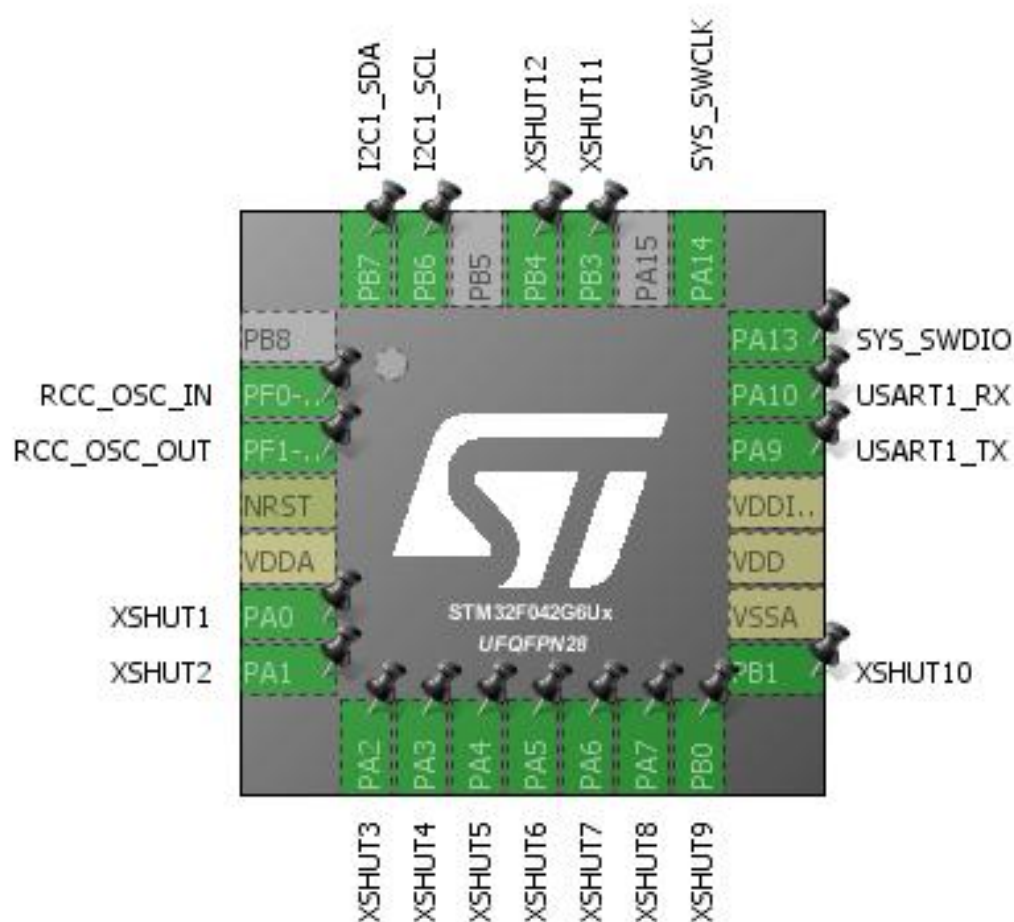 I2C1_SDA
I2C1_SCL
XSHUT12
XSHUT11
SYS_SWCLK
PB7
PB6
PB5
PB4
PB3
PA15
PA14
PB8
PA13
SYS_SWDIO
RCC_OSC_IN
PF0-..
PA10
USART1_RX
RCC_OSC_OUT
PF1-..
PA9
USART1_TX
NRST
VDDI..
VDDA
VDD
XSHUT1
PA0
STM32F042G6Ux
VSSA
UFQFPN28
XSHUT2
PA1
PB1
XSHUT10
PA2
PA3
PA4
PA5
PA6
PA7
PB0
XSHUT3
XSHUT4
XSHUT5
XSHUT6
XSHUT7
XSHUT8
XSHUT9